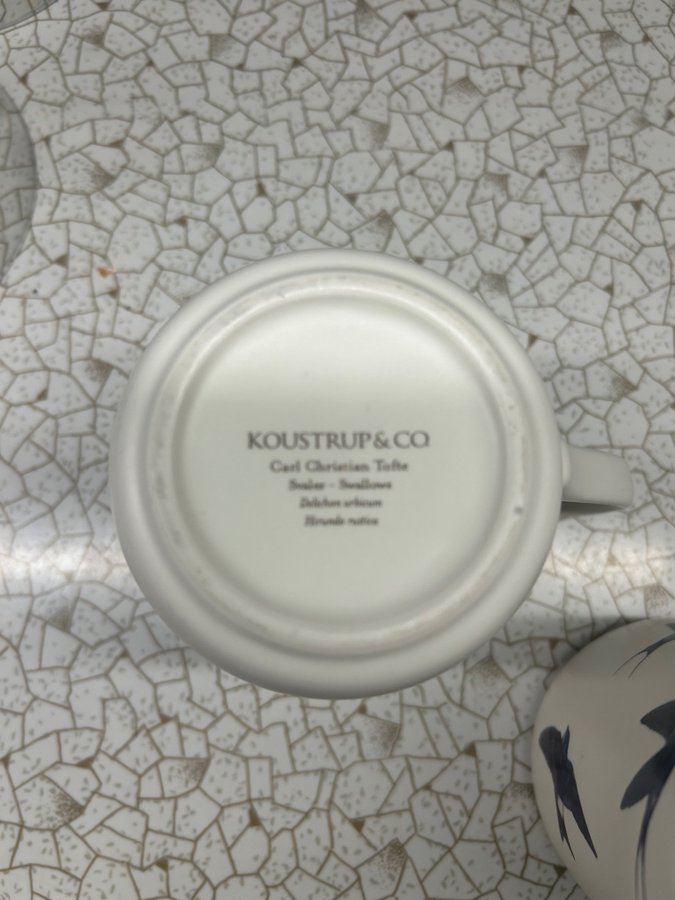 KOUSTRUP & CO.
Carl Christian Tofte
Svaler - Swallows
Delichon urbicum
Hirundo rustica